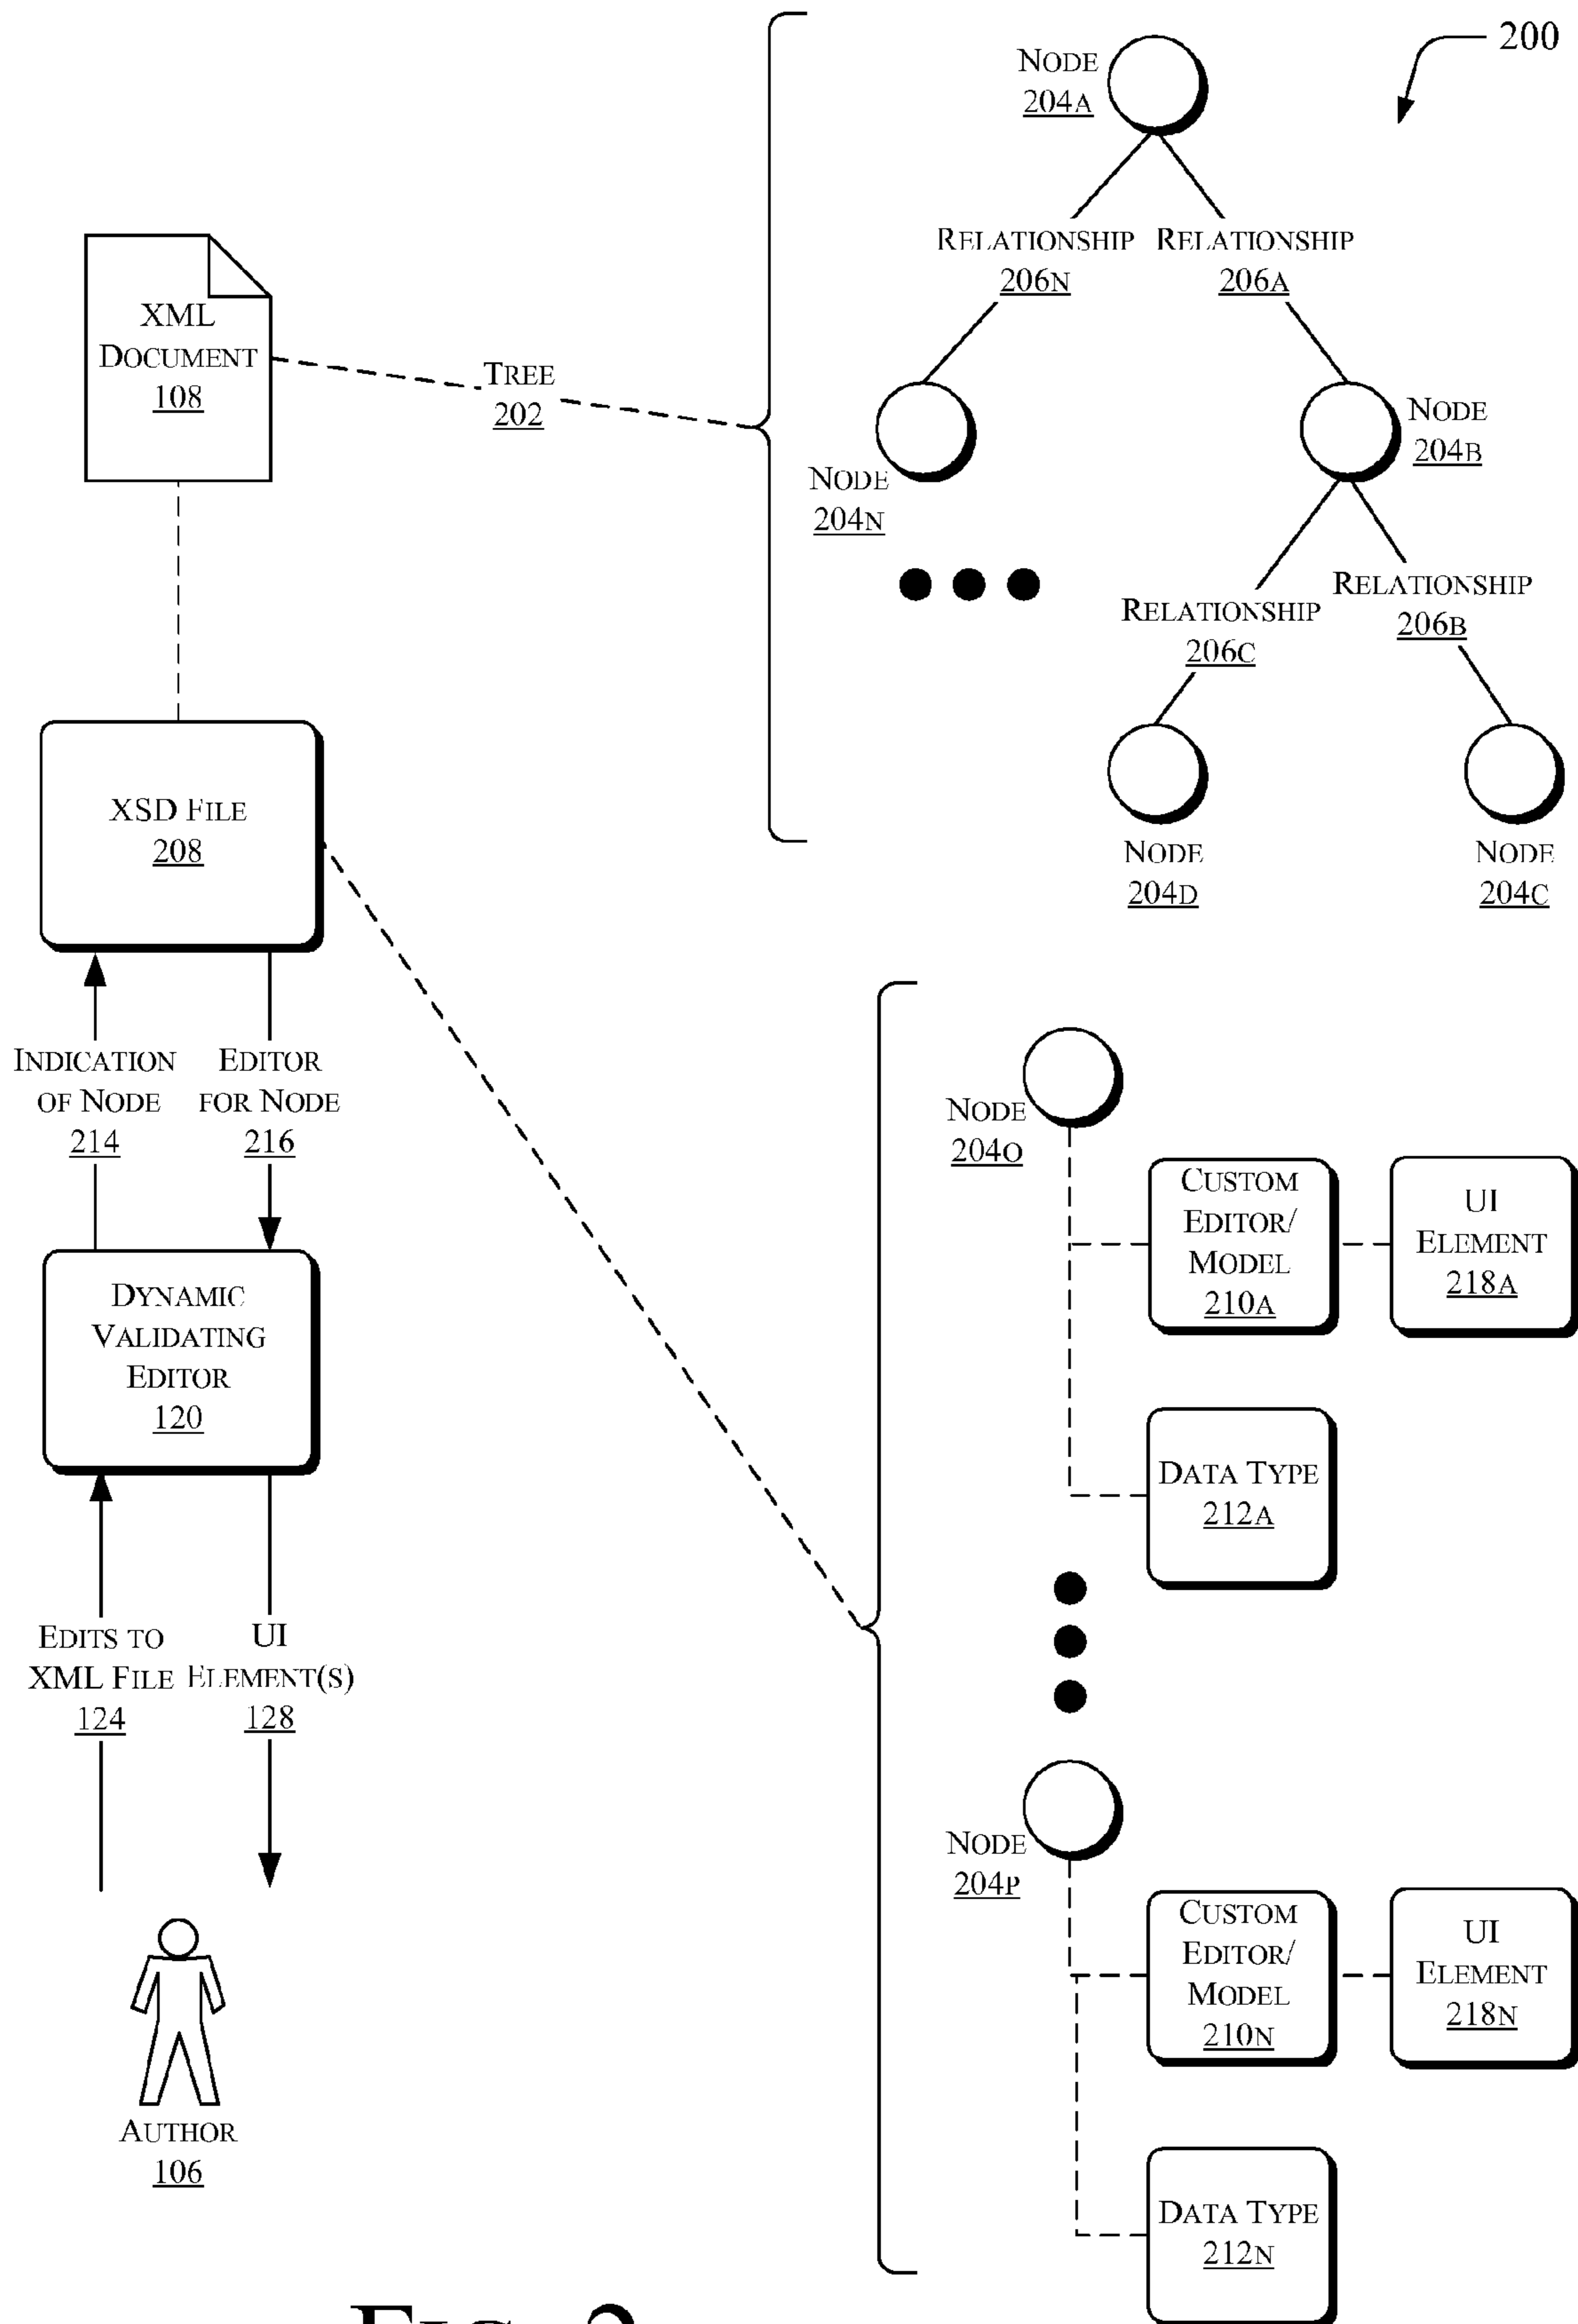 200
NODE
204A
RELATIONSHIP
206N
RELATIONSHIP
206A
XML
DOCUMENT
108
TREE
202
NODE
204N
NODE
204B
RELATIONSHIP
206C
RELATIONSHIP
206B
NODE
204D
NODE
204C
XSD FILE
208
INDICATION
OF NODE
214
EDITOR
FOR NODE
216
DYNAMIC
VALIDATING
EDITOR
120
EDITS TO
XML FILE
124
UI
ELEMENT(S)
128
AUTHOR
106
NODE
204O
CUSTOM
EDITOR/
MODEL
210A
UI
ELEMENT
218A
DATA TYPE
212A
NODE
204P
CUSTOM
EDITOR/
MODEL
210N
UI
ELEMENT
218N
DATA TYPE
212N